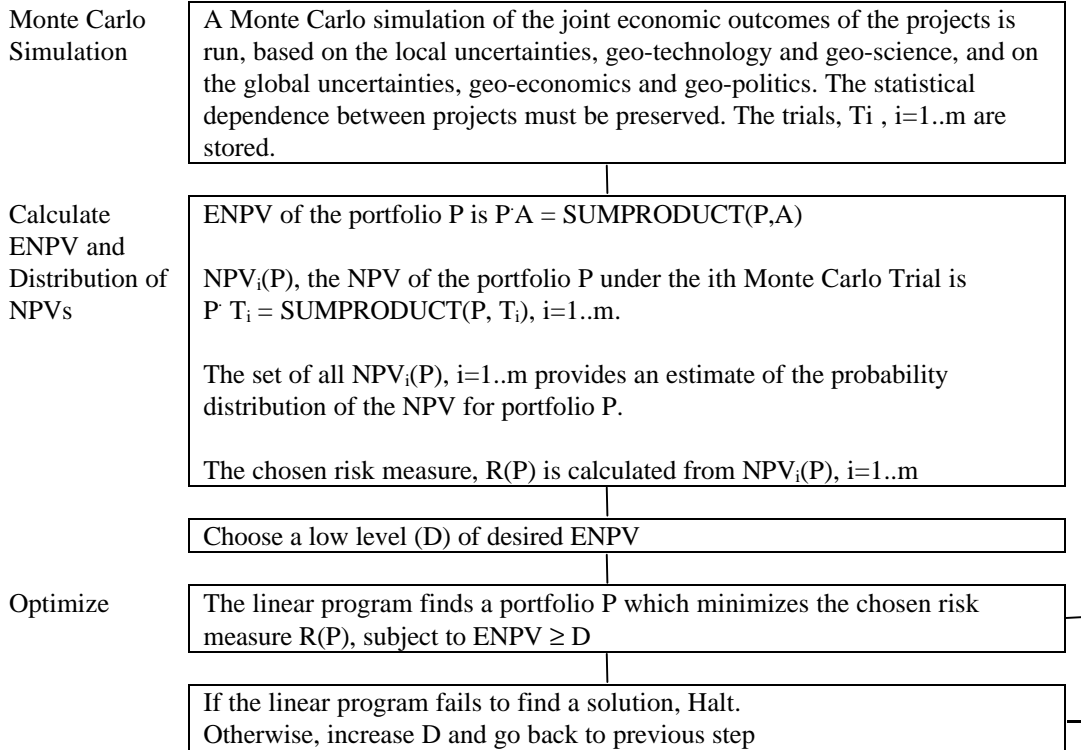 Monte Carlo
Simulation
A Monte Carlo simulation of the joint economic outcomes of the projects is
run, based on the local uncertainties, geo-technology and geo-science, and on
the global uncertainties, geo-economics and geo-politics. The statistical
dependence between projects must be preserved. The trials, Ti , i=1..m are
stored.
Calculate
ENPV and
Distribution of
NPVs
ENPV of the portfolio P is P·A = SUMPRODUCT(P,A)
NPVᵢ(P), the NPV of the portfolio P under the ith Monte Carlo Trial is
P· Tᵢ = SUMPRODUCT(P, Tᵢ), i=1..m.
The set of all NPVᵢ(P), i=1..m provides an estimate of the probability
distribution of the NPV for portfolio P.
The chosen risk measure, R(P) is calculated from NPVᵢ(P), i=1..m
Choose a low level (D) of desired ENPV
Optimize
The linear program finds a portfolio P which minimizes the chosen risk
measure R(P), subject to ENPV ≥ D
If the linear program fails to find a solution, Halt.
Otherwise, increase D and go back to previous step